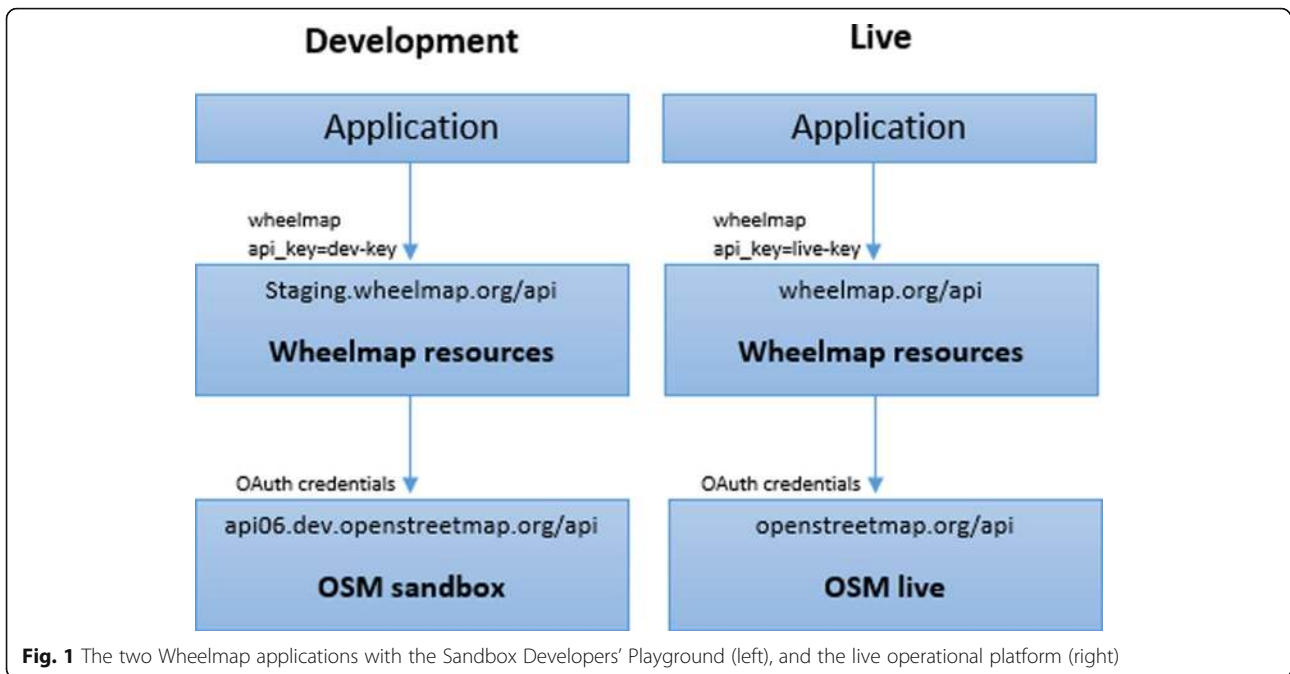 Development
Application
wheelmap
api_key=dev-key
Staging.wheelmap.org/api
Wheelmap resources
OAuth credentials
api06.dev.openstreetmap.org/api
OSM sandbox
Live
Application
wheelmap
api_key=live-key
wheelmap.org/api
Wheelmap resources
OAuth credentials
openstreetmap.org/api
OSM live
Fig. 1 The two Wheelmap applications with the Sandbox Developers’ Playground (left), and the live operational platform (right)